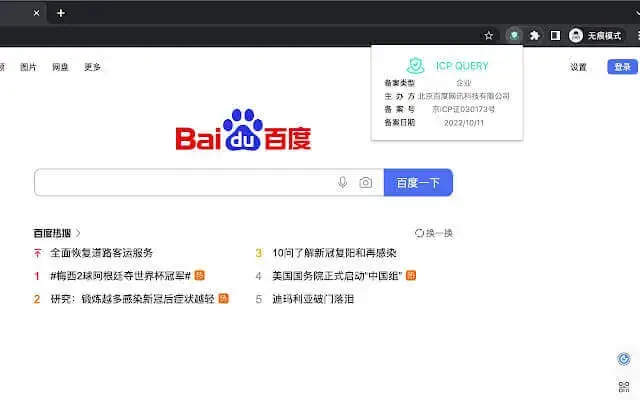 无痕模式
图片 网盘 更多
设置 登录
ICP QUERY
备案类型 企业
主办方 北京百度网讯科技有限公司
备案号 京ICP证030173号
备案日期 2022/10/11
Bai du 百度
百度一下
百度热搜 换一换
全面恢复道路客运服务
1 #梅西2球阿根廷夺世界杯冠军# 热
2 研究：锻炼越多感染新冠后症状越轻 热
3 10问了解新冠复阳和再感染
4 美国国务院正式启动“中国组” 热
5 迪玛利亚破门落泪